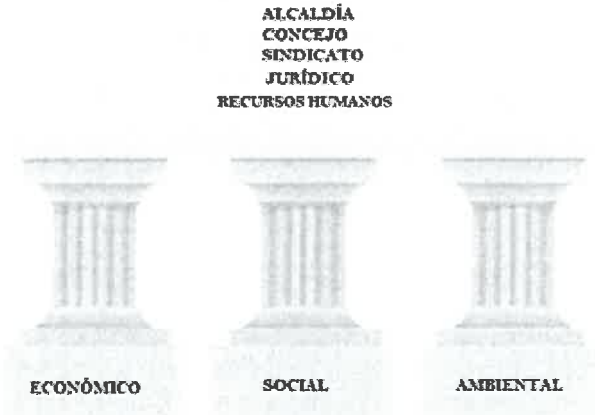 ALCALDÍA
CONCEJO
SINDICATO
JURÍDICO
RECURSOS HUMANOS
ECONÓMICO SOCIAL AMBIENTAL